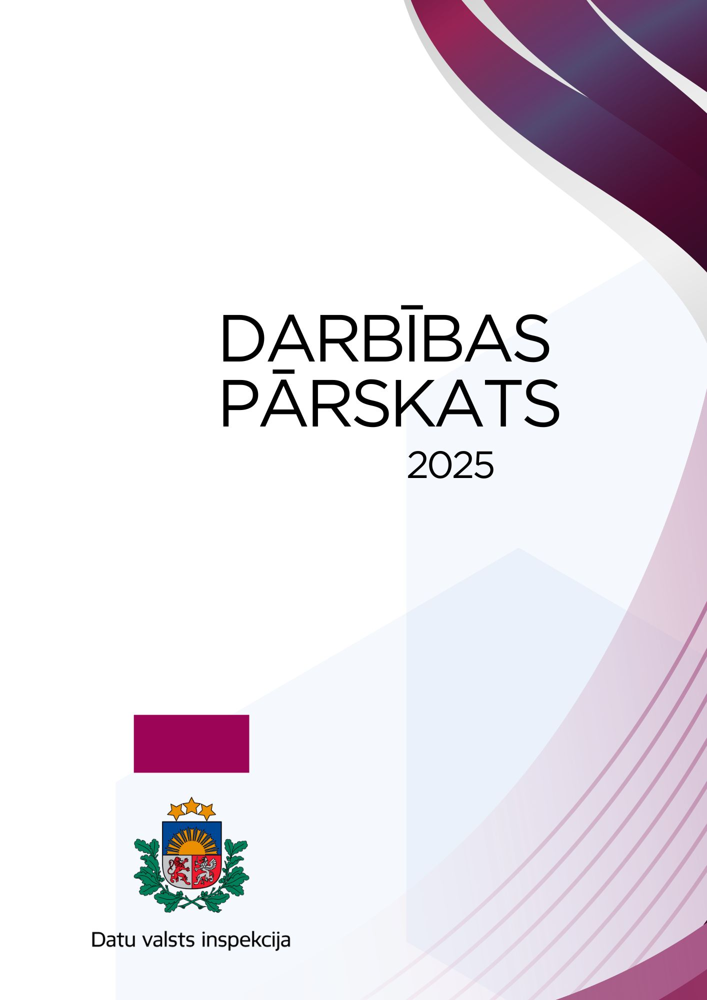 DARBĪBAS
PĀRSKATS
2025
Datu valsts inspekcija